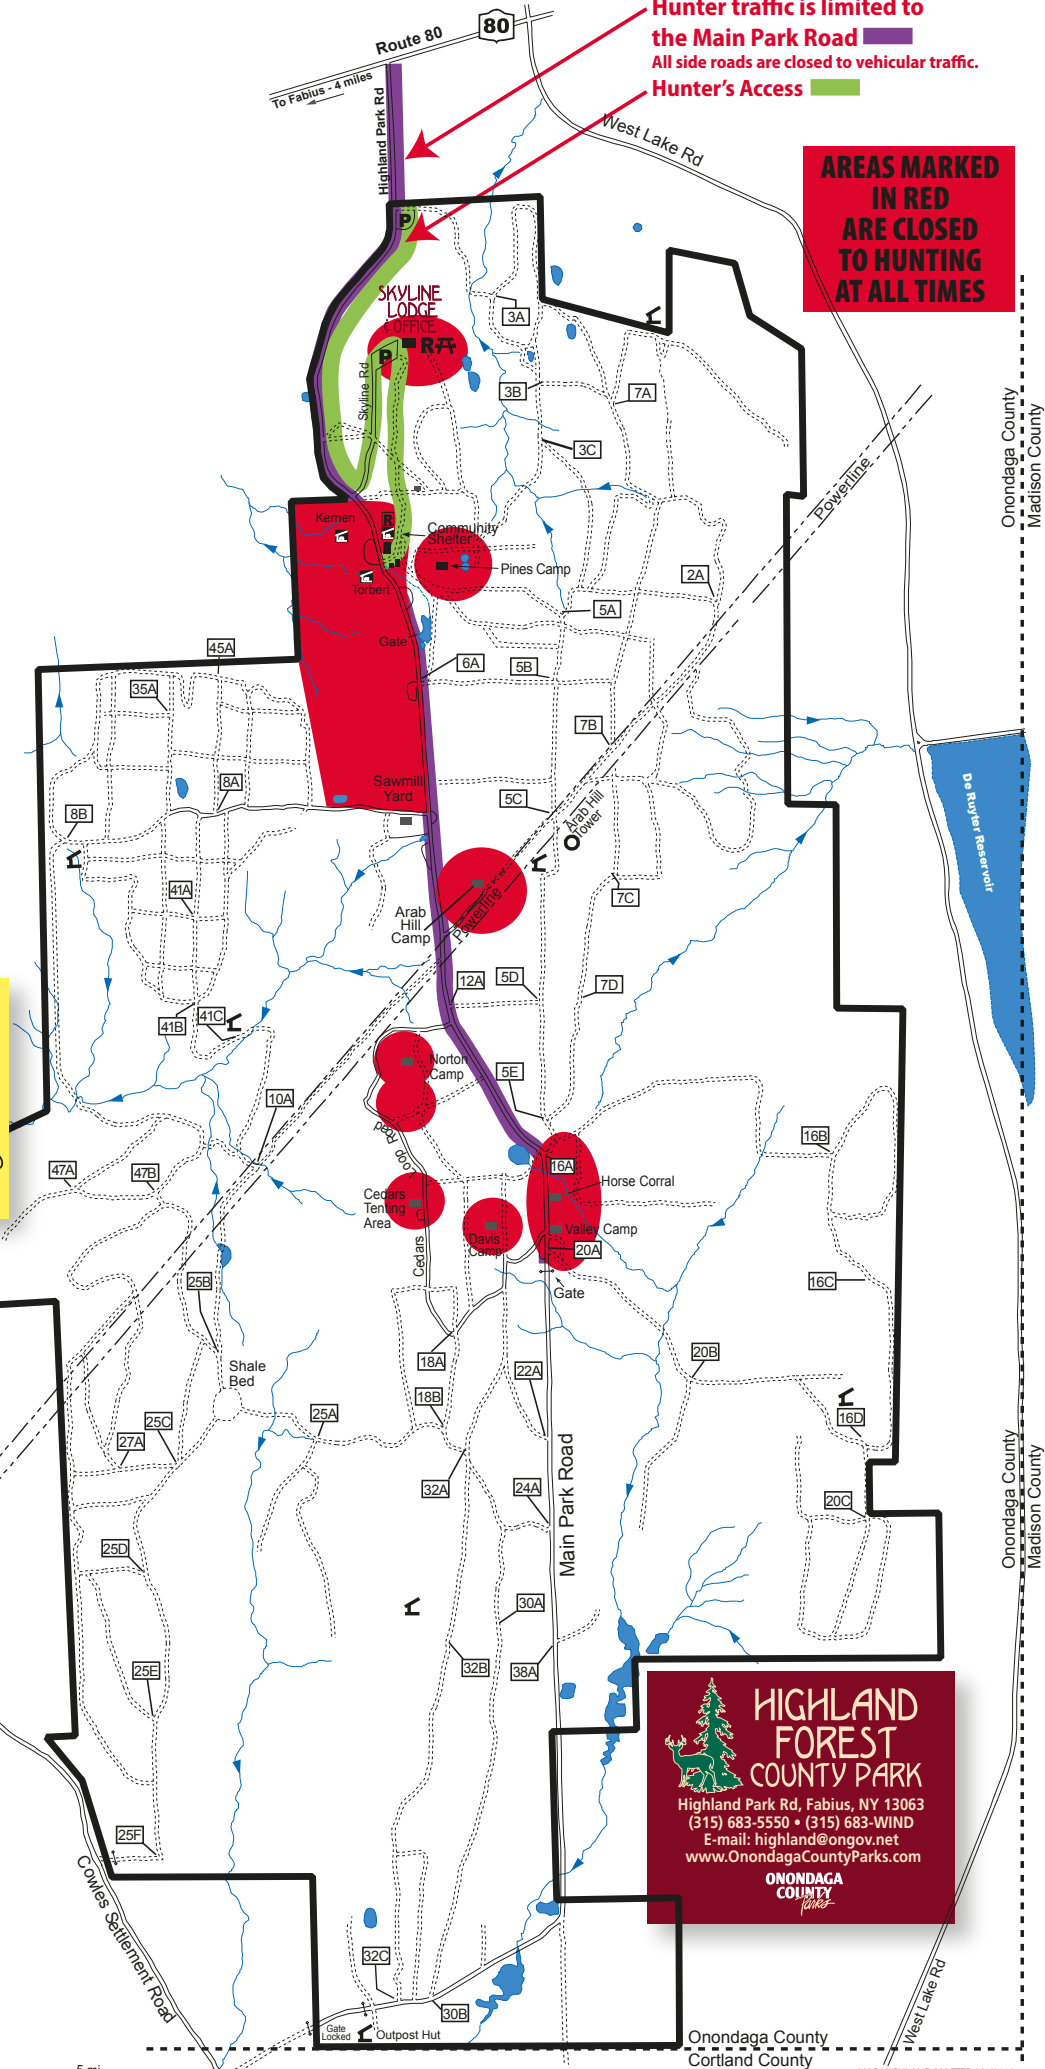 Hunter traffic is limited to
the Main Park Road
All side roads are closed to vehicular traffic.
Hunter's Access
80
Route 80
To Fabius - 4 miles
Highland Park Rd
West Lake Rd
AREAS MARKED
IN RED
ARE CLOSED
TO HUNTING
AT ALL TIMES
P
SKYLINE
LODGE
& OFFICE
R
P
Skyline Rd
3A
3B
7A
3C
Onondaga County
Madison County
Powerline
Kernen
R
Community
Shelter
Pines Camp
Torbert
2A
5A
Gate
45A
6A
5B
35A
7B
Sawmill
Yard
8A
5C
8B
Arab Hill
Tower
De Ruyter Reservoir
41A
7C
Arab
Hill
Camp
Powerline
12A
5D
7D
41B
41C
Norton
Camp
5E
10A
Road
Loop
Cedars
16B
47A
47B
16A
Horse Corral
Cedars
Tenting
Area
Davis
Camp
Valley Camp
20A
Gate
25B
16C
18A
20B
Shale
Bed
22A
18B
25A
25C
27A
16D
Main Park Road
32A
24A
20C
Onondaga County
Madison County
25D
30A
25E
32B
38A
HIGHLAND
FOREST
COUNTY PARK
Highland Park Rd, Fabius, NY 13063
(315) 683-5550 • (315) 683-WIND
E-mail: highland@ongov.net
www.OnondagaCountyParks.com
ONONDAGA
COUNTY
Parks
25F
Cowles Settlement Road
32C
30B
Gate
Locked
Outpost Hut
West Lake Rd
Onondaga County
Cortland County
.5 mi